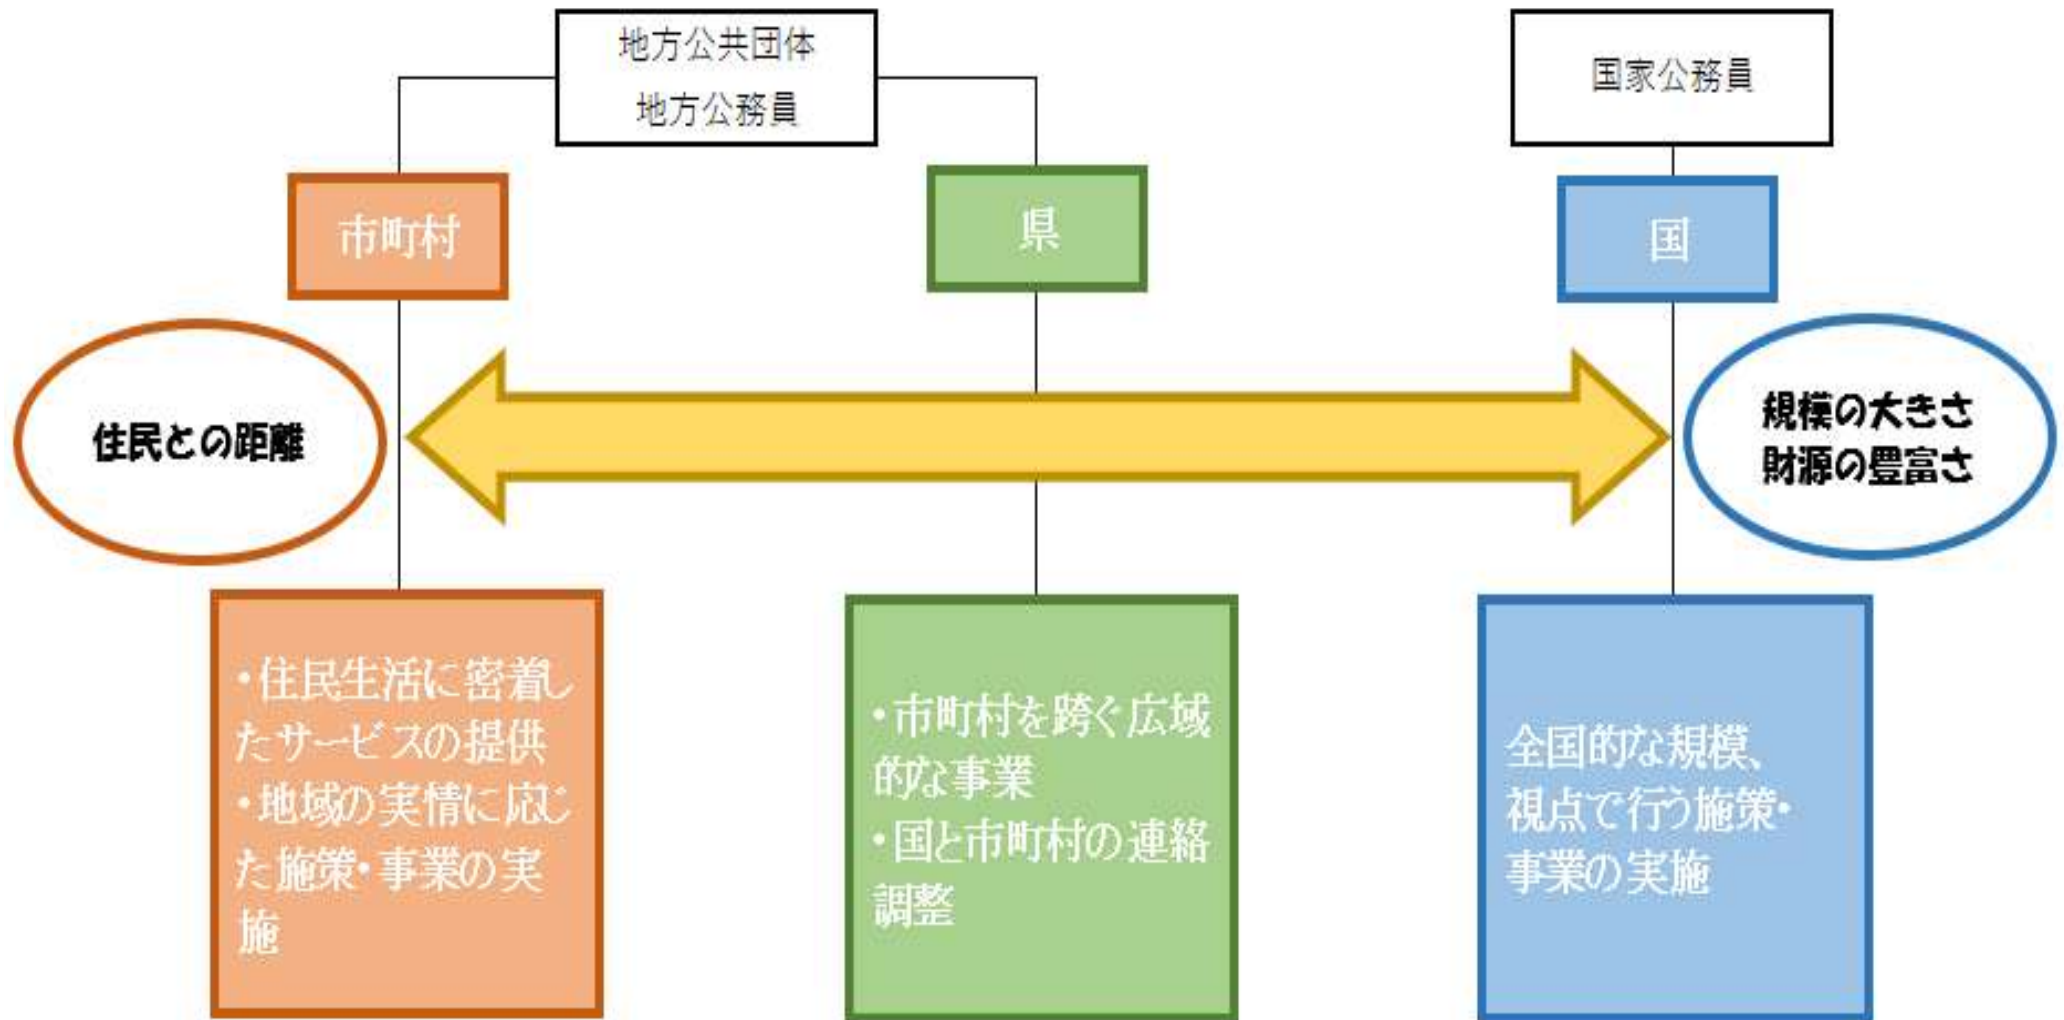 地方公共団体
地方公務員
国家公務員
市町村
県
国
住民との距離
規模の大きさ
財源の豊富さ
・住民生活に密着し
たサービスの提供
・地域の実情に応じ
た施策・事業の実
施
・市町村を跨ぐ広域
的な事業
・国と市町村の連絡
調整
全国的な規模、
視点で行う施策・
事業の実施